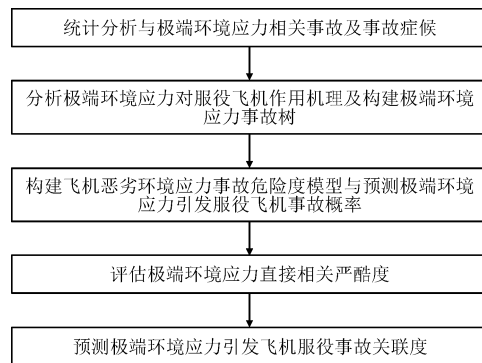 统计分析与极端环境应力相关事故及事故症候
分析极端环境应力对服役飞机作用机理及构建极端环境
应力事故树
构建飞机恶劣环境应力事故危险度模型与预测极端环境
应力引发服役飞机事故概率
评估极端环境应力直接相关严酷度
预测极端环境应力引发飞机服役事故关联度